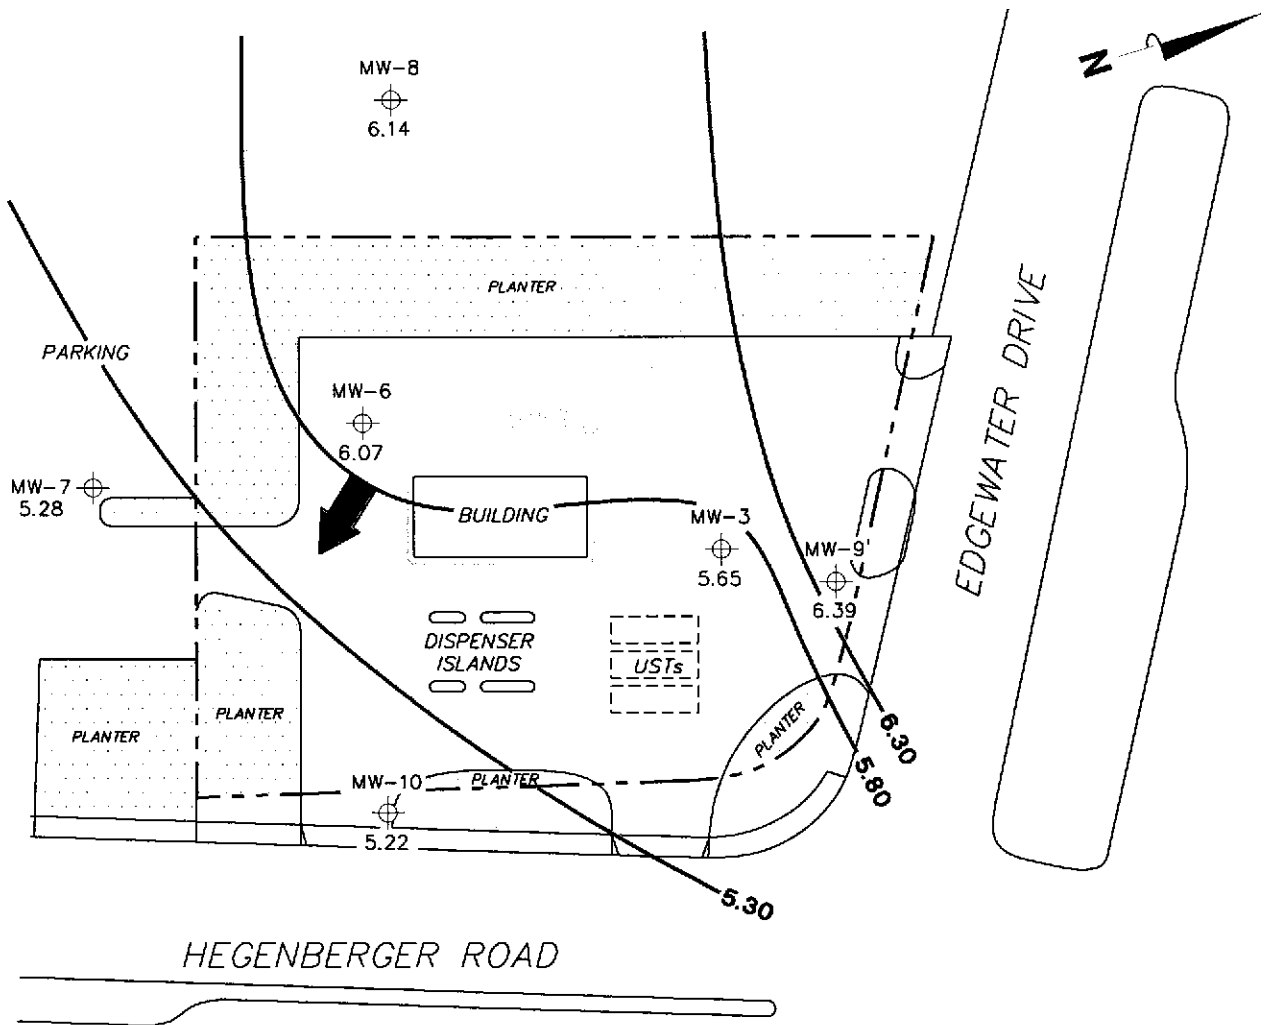 MW-8
6.14
N
PLANTER
PARKING
EDGEWATER DRIVE
MW-6
6.07
MW-7
5.28
BUILDING
MW-3
5.65
MW-9
6.39
DISPENSER
ISLANDS
USTs
PLANTER
PLANTER
PLANTER
6.30
5.80
MW-10
5.22
PLANTER
5.30
HEGENBERGER ROAD